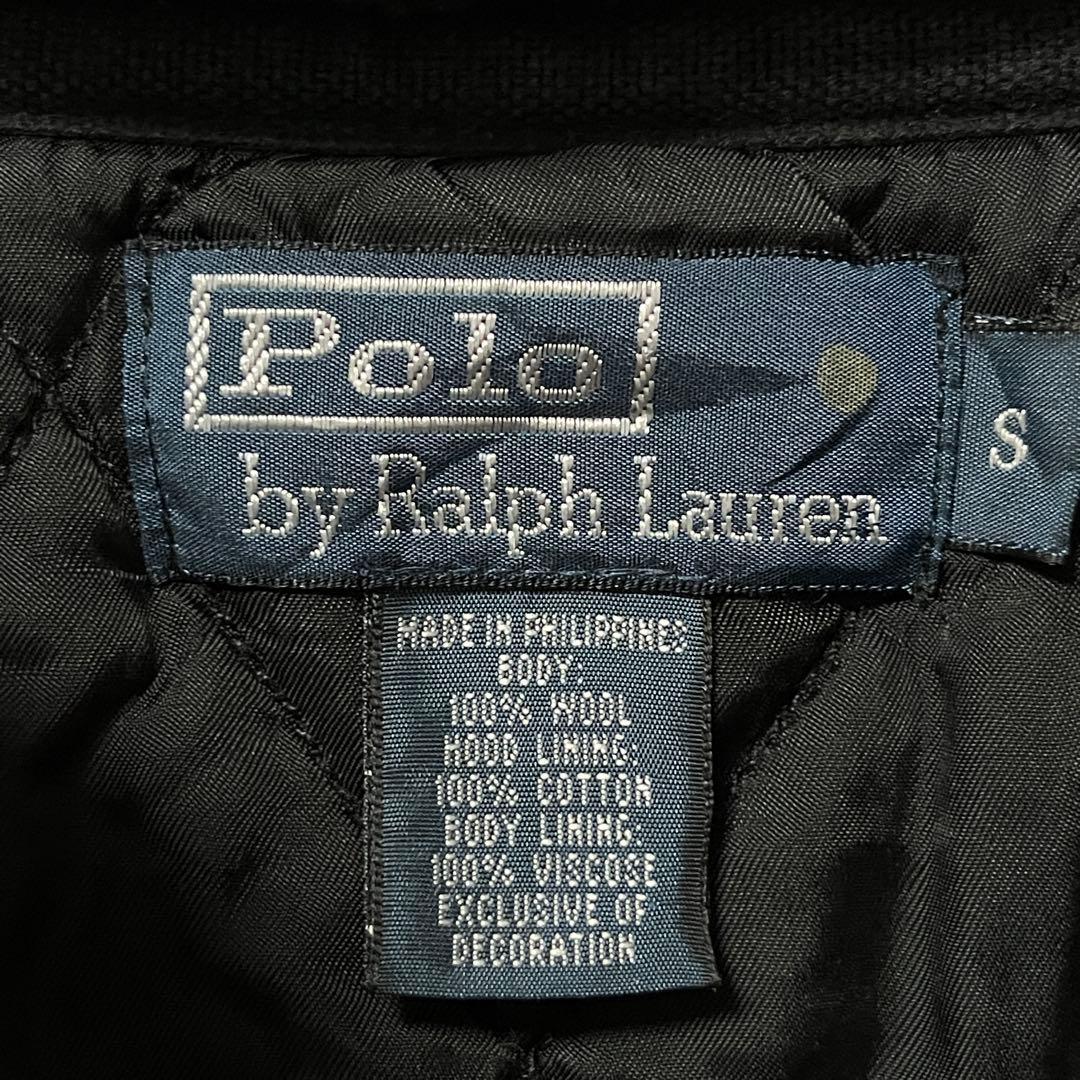 Polo
by Ralph Lauren
S
MADE IN PHILIPPINES
BODY:
100% WOOL
HOOD LINING:
100% COTTON
BODY LINING:
100% VISCOSE
EXCLUSIVE OF
DECORATION